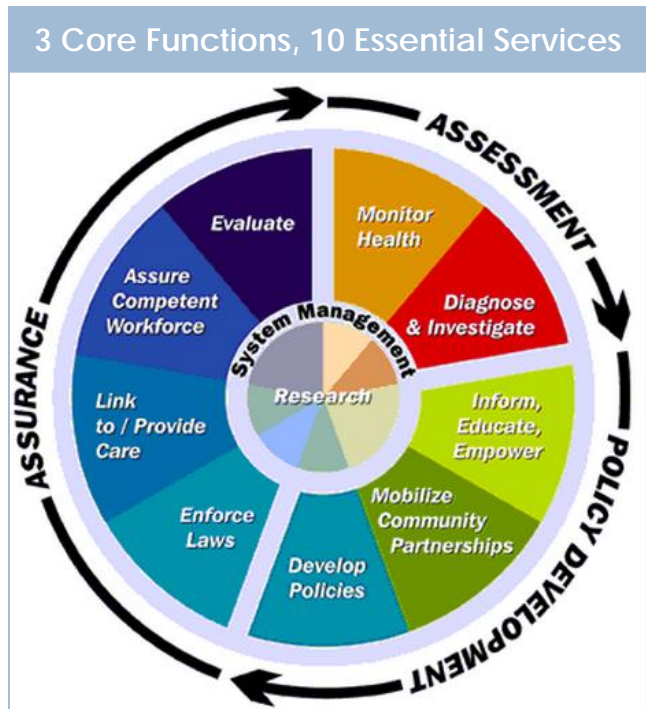 3 Core Functions, 10 Essential Services
ASSESSMENT
POLICY DEVELOPMENT
ASSURANCE
Monitor
Health
Diagnose
& Investigate
Inform,
Educate,
Empower
Mobilize
Community
Partnerships
Develop
Policies
Enforce
Laws
Link
to / Provide
Care
Assure
Competent
Workforce
Evaluate
System Management
Research